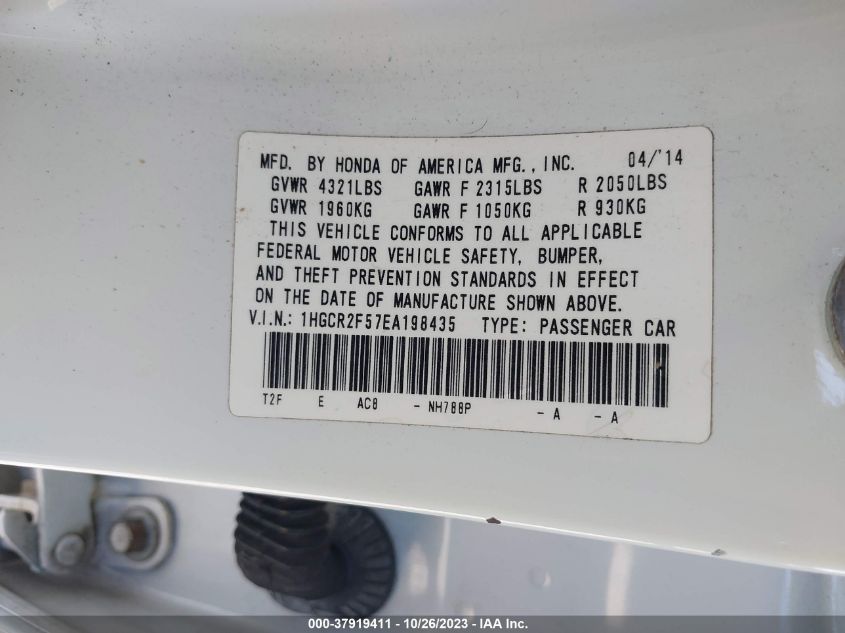 MFD. BY HONDA OF AMERICA MFG., INC. 04/'14
GVWR 4321LBS GAWR F 2315LBS R 2050LBS
GVWR 1960KG GAWR F 1050KG R 930KG
THIS VEHICLE CONFORMS TO ALL APPLICABLE
FEDERAL MOTOR VEHICLE SAFETY, BUMPER,
AND THEFT PREVENTION STANDARDS IN EFFECT
ON THE DATE OF MANUFACTURE SHOWN ABOVE.
V.I.N.: 1HGCR2F57EA198435 TYPE: PASSENGER CAR
T2F E AC8 - NH788P - A - A
000-37919411 - 10/26/2023 - IAA Inc.